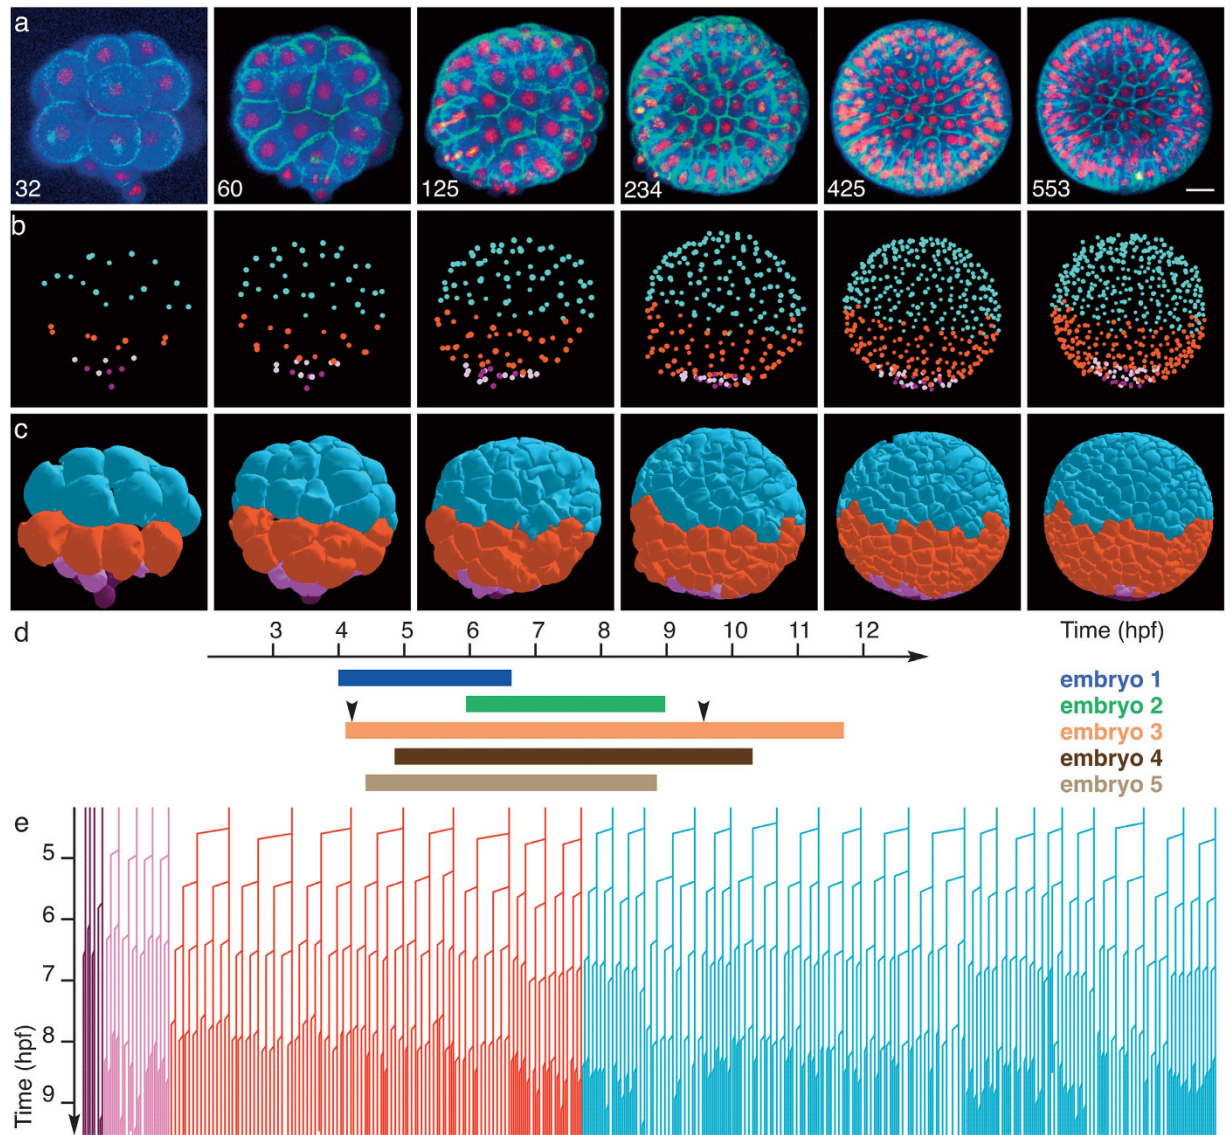 a
32
60
125
234
425
553
b
c
d
3 4 5 6 7 8 9 10 11 12 Time (hpf)
embryo 1
embryo 2
embryo 3
embryo 4
embryo 5
e
5
6
7
8
9
Time (hpf)